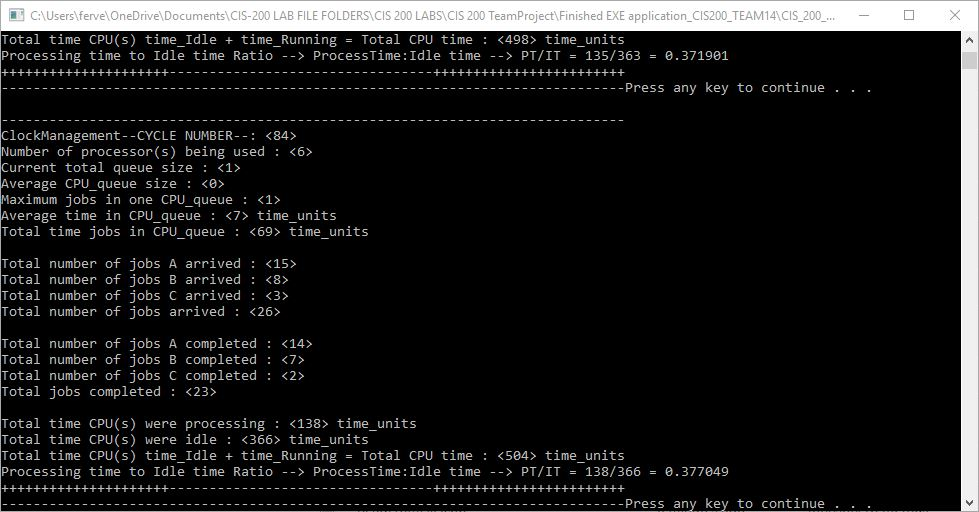 C:\Users\ferve\OneDrive\Documents\CIS-200 LAB FILE FOLDERS\CIS 200 LABS\CIS 200 TeamProject\Finished EXE application_CIS200_TEAM14\CIS_200_...
Total time CPU(s) time_Idle + time_Running = Total CPU time : <498> time_units
Processing time to Idle time Ratio --> ProcessTime:Idle time --> PT/IT = 135/363 = 0.371901
+++++++++++++++++++++---------------------------------++++++++++++++++++++++++
------------------------------------------------------------------------------Press any key to continue . . .
------------------------------------------------------------------------------
ClockManagement--CYCLE NUMBER--: <84>
Number of processor(s) being used : <6>
Current total queue size : <1>
Average CPU_queue size : <0>
Maximum jobs in one CPU_queue : <1>
Average time in CPU_queue : <7> time_units
Total time jobs in CPU_queue : <69> time_units
Total number of jobs A arrived : <15>
Total number of jobs B arrived : <8>
Total number of jobs C arrived : <3>
Total number of jobs arrived : <26>
Total number of jobs A completed : <14>
Total number of jobs B completed : <7>
Total number of jobs C completed : <2>
Total jobs completed : <23>
Total time CPU(s) were processing : <138> time_units
Total time CPU(s) were idle : <366> time_units
Total time CPU(s) time_Idle + time_Running = Total CPU time : <504> time_units
Processing time to Idle time Ratio --> ProcessTime:Idle time --> PT/IT = 138/366 = 0.377049
+++++++++++++++++++++---------------------------------++++++++++++++++++++++++
------------------------------------------------------------------------------Press any key to continue . . .